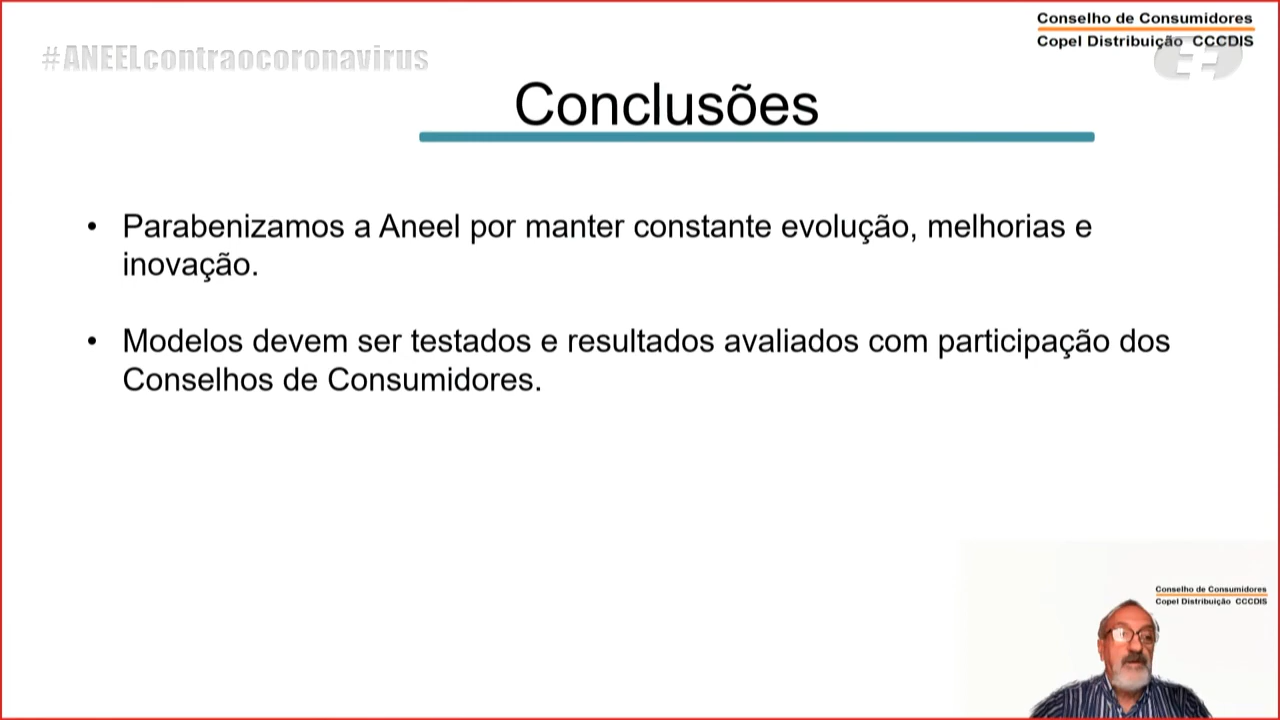 Conselho de Consumidores
Copel Distribuição CCCDIS
#ANEELcontraocoronavirus
Conclusões
• Parabenizamos a Aneel por manter constante evolução, melhorias e
inovação.
• Modelos devem ser testados e resultados avaliados com participação dos
Conselhos de Consumidores.
Conselho de Consumidores
Copel Distribuição CCCDIS